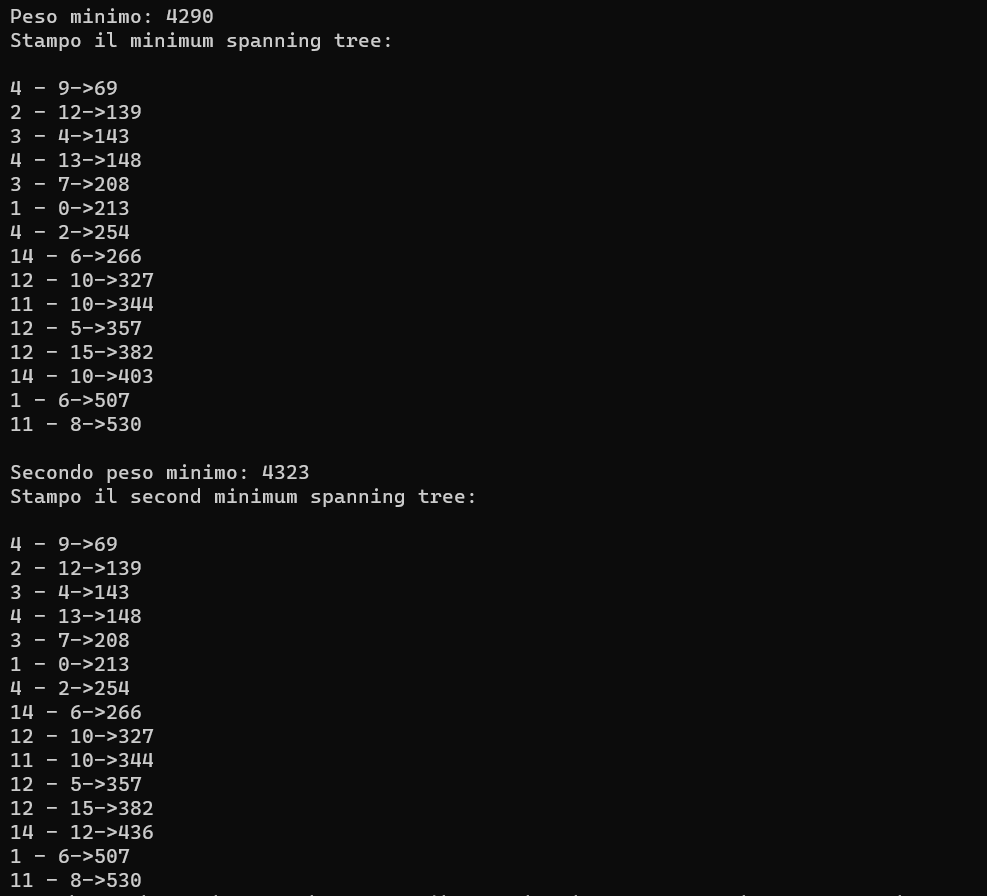 Peso minimo: 4290
Stampo il minimum spanning tree:
4 - 9->69
2 - 12->139
3 - 4->143
4 - 13->148
3 - 7->208
1 - 0->213
4 - 2->254
14 - 6->266
12 - 10->327
11 - 10->344
12 - 5->357
12 - 15->382
14 - 10->403
1 - 6->507
11 - 8->530
Secondo peso minimo: 4323
Stampo il second minimum spanning tree:
4 - 9->69
2 - 12->139
3 - 4->143
4 - 13->148
3 - 7->208
1 - 0->213
4 - 2->254
14 - 6->266
12 - 10->327
11 - 10->344
12 - 5->357
12 - 15->382
14 - 12->436
1 - 6->507
11 - 8->530